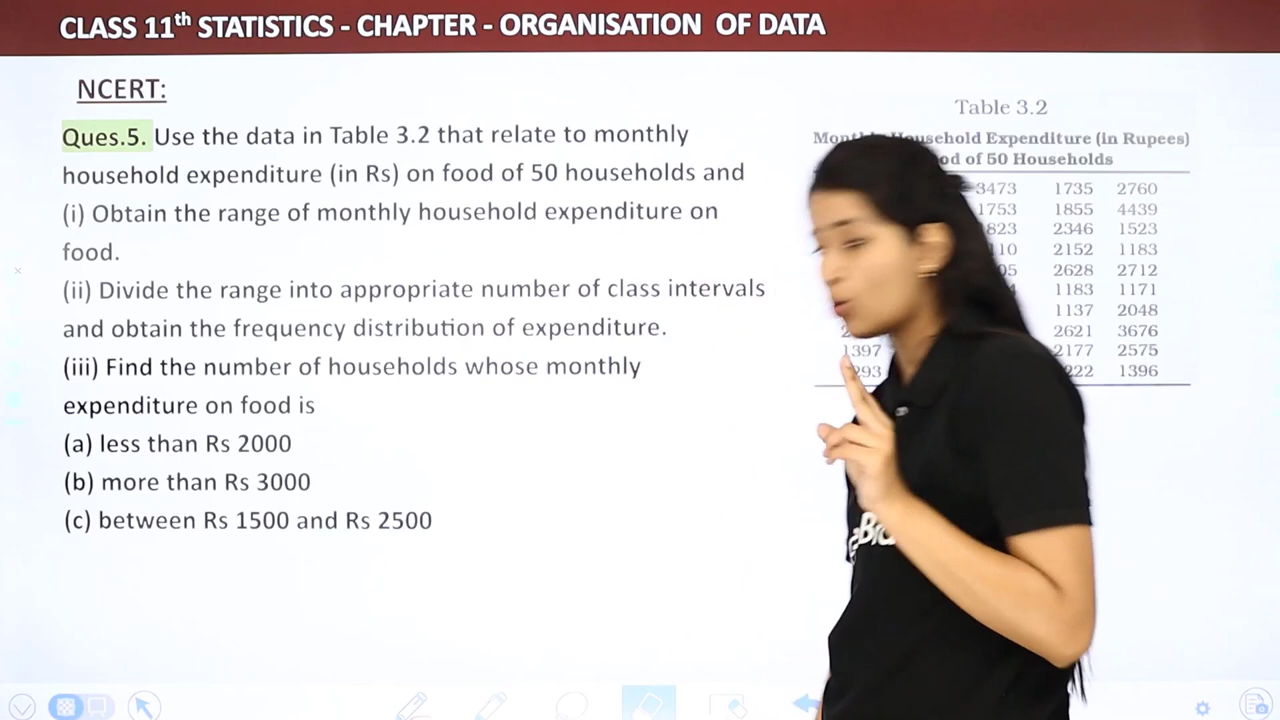 CLASS 11th STATISTICS - CHAPTER - ORGANISATION OF DATA
NCERT:
Ques.5. Use the data in Table 3.2 that relate to monthly
household expenditure (in Rs) on food of 50 households and
(i) Obtain the range of monthly household expenditure on
food.
(ii) Divide the range into appropriate number of class intervals
and obtain the frequency distribution of expenditure.
(iii) Find the number of households whose monthly
expenditure on food is
(a) less than Rs 2000
(b) more than Rs 3000
(c) between Rs 1500 and Rs 2500
Table 3.2
Household Expenditure (in Rupees)
of 50 Households
3473 1735 2760
1753 1855 4439
2346 1523
2152 1183
2628 2712
1183 1171
1137 2048
2621 3676
1397 2177 2575
1396